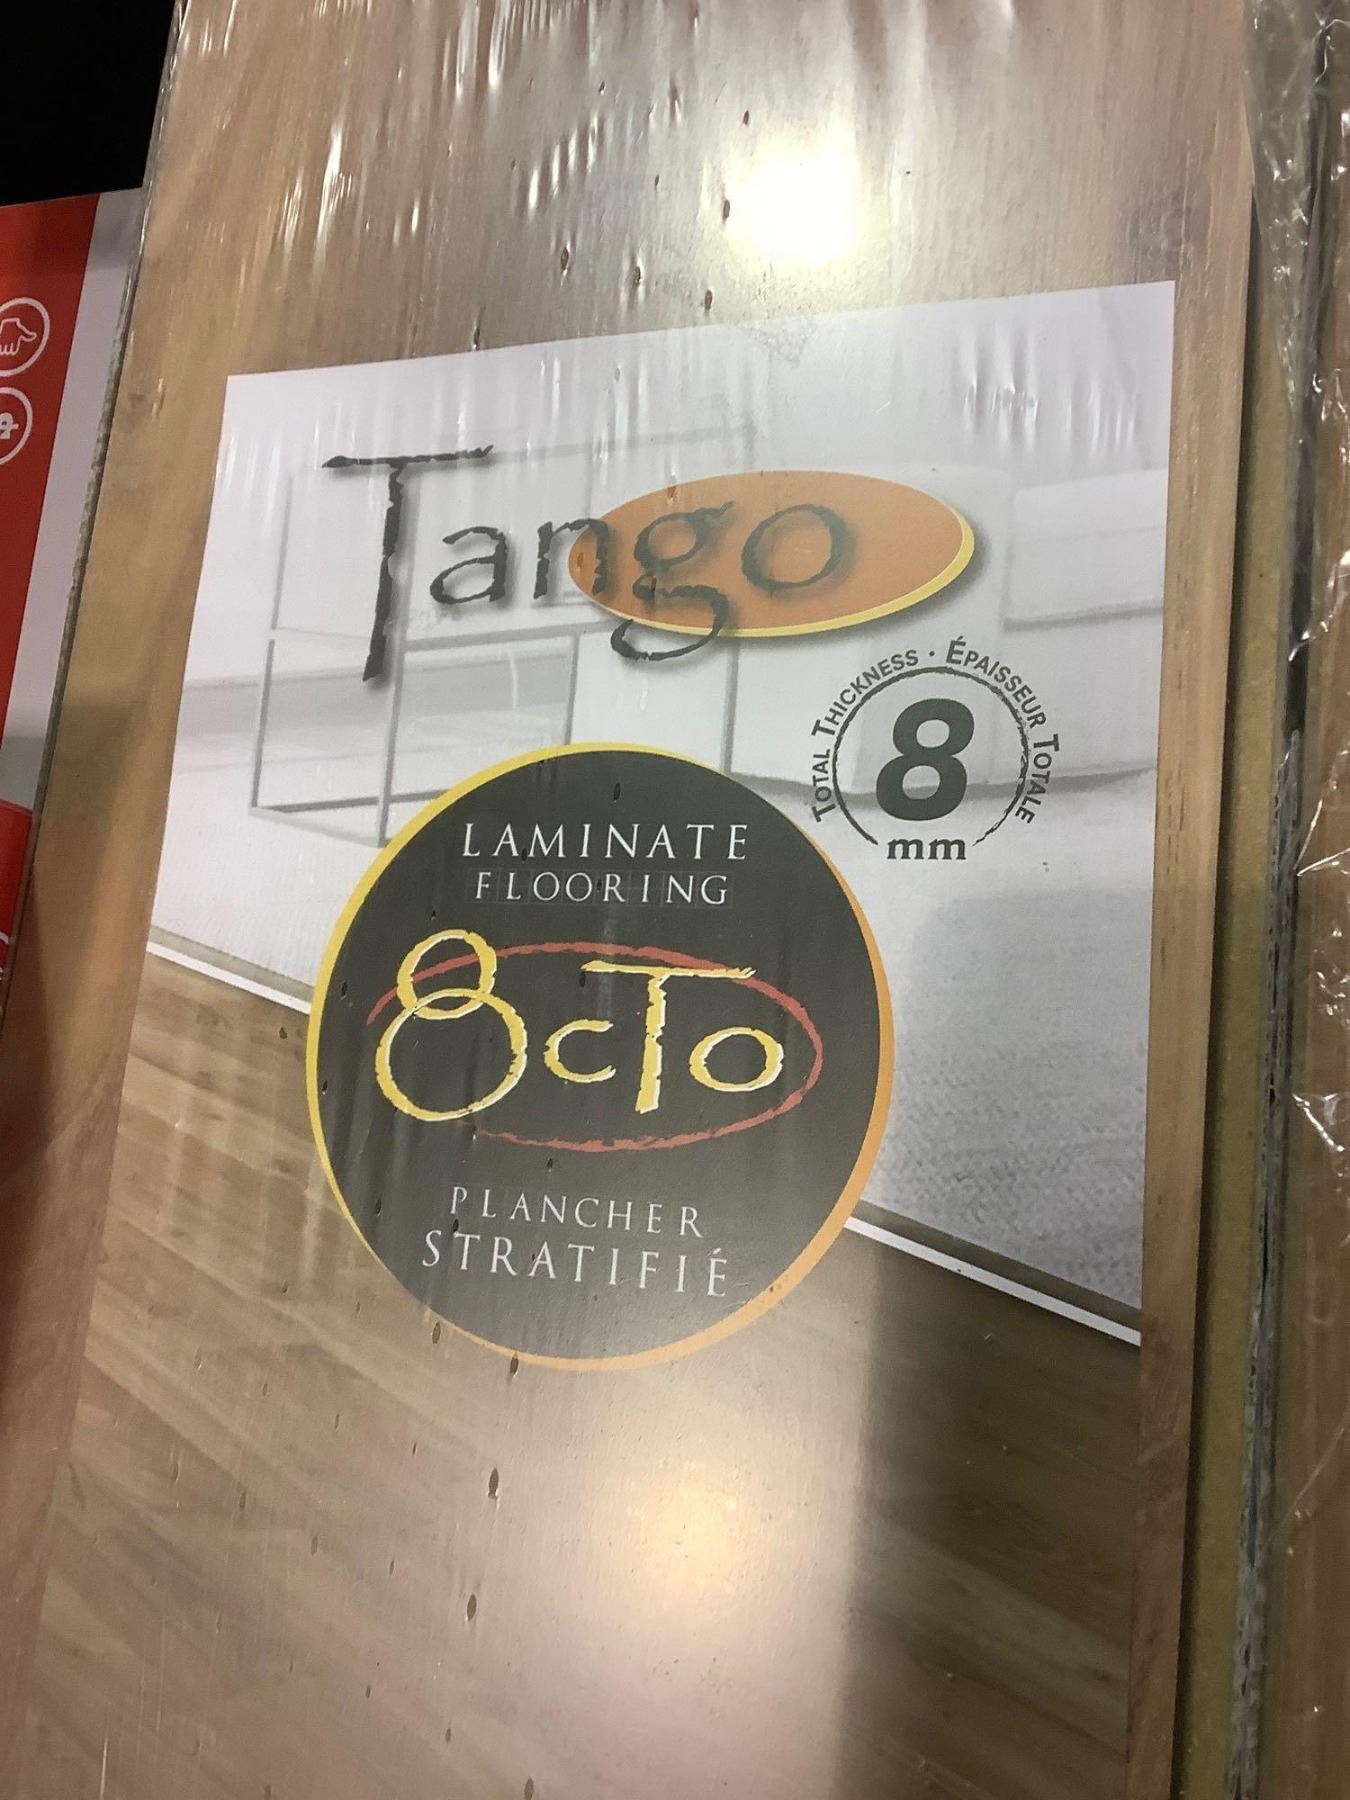 Tango
TOTAL THICKNESS · ÉPAISSEUR TOTALE
8
mm
LAMINATE
FLOORING
8cTo
PLANCHER
STRATIFIÉ